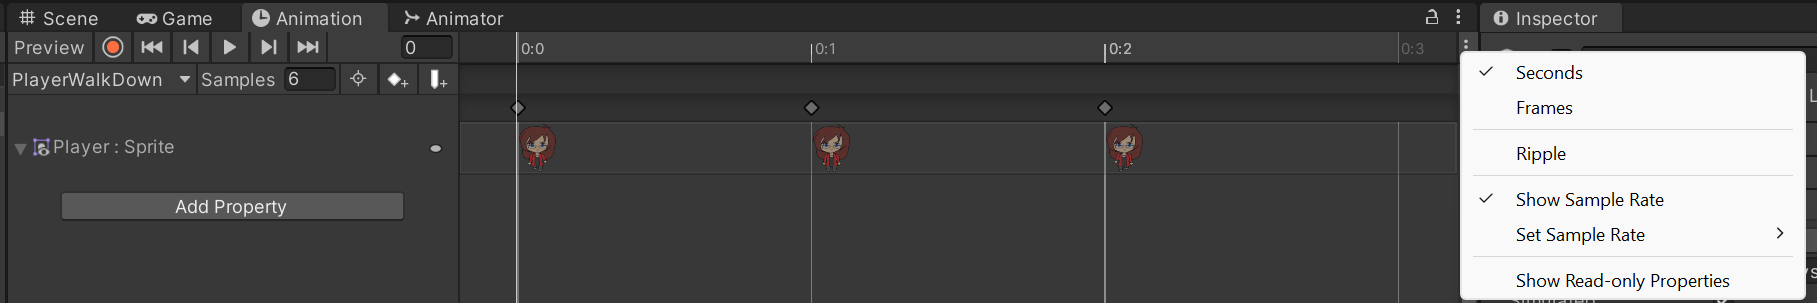 Scene Game Animation Animator Inspector
Preview 0 0:0 0:1 0:2 0:3
PlayerWalkDown Samples 6
Player : Sprite
Add Property
Seconds
Frames
Ripple
Show Sample Rate
Set Sample Rate
Show Read-only Properties